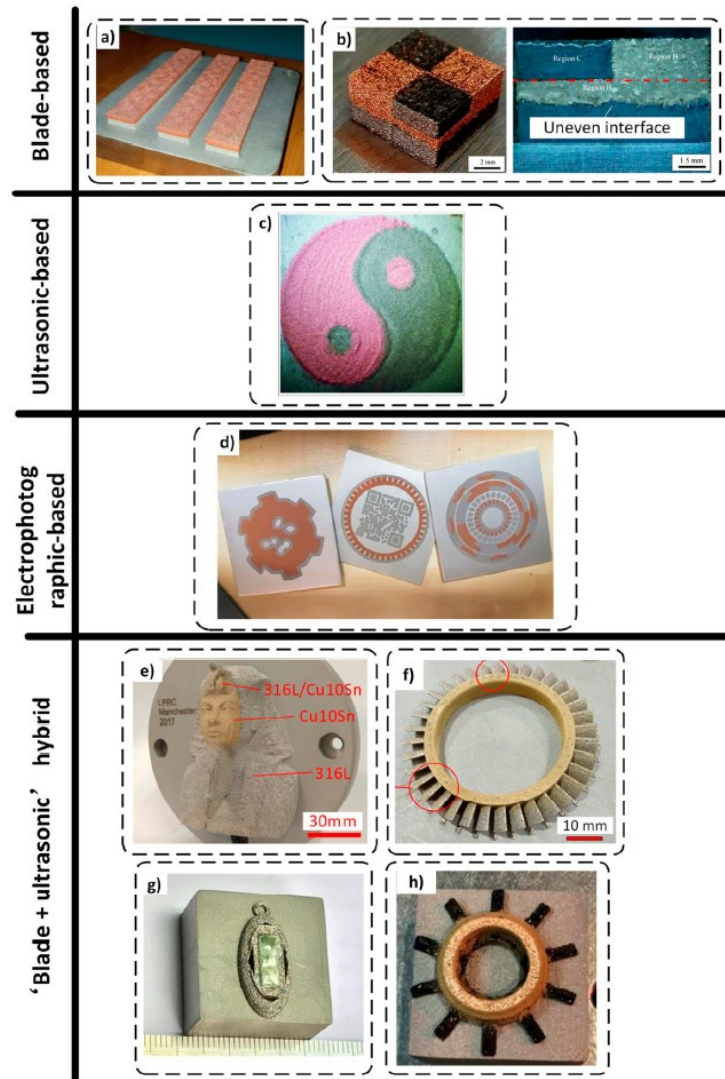 Blade-based
a)
b)
Region C
Region B
Region B
Uneven interface
2 mm
1.5 mm
Ultrasonic-based
c)
Electrophotog
raphic-based
d)
'Blade + ultrasonic' hybrid
e)
LPRC
Manchester
2017
316L/Cu10Sn
Cu10Sn
316L
30mm
f)
10 mm
g)
h)